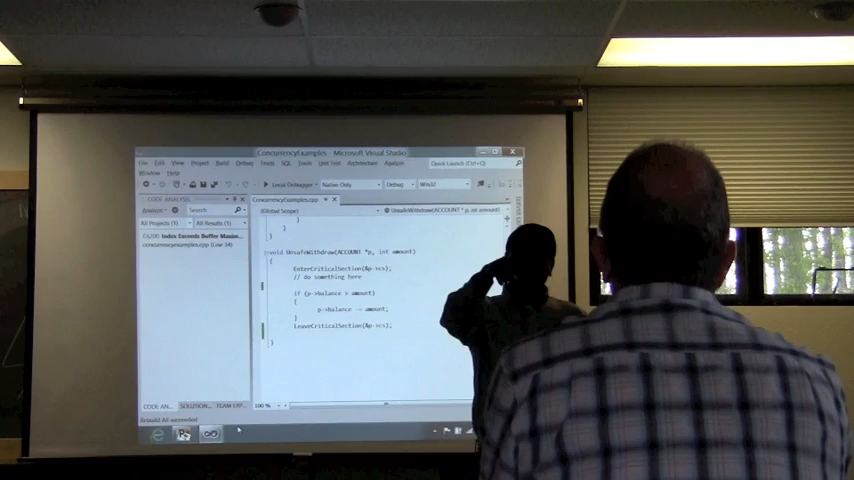 ConcurrencyExamples - Microsoft Visual Studio
File Edit View Project Build Debug Team SQL Tools Unit Test Architecture Analyze
Quick Launch (Ctrl+Q)
Window Help
Local Debugger Native Only Debug Win32
CODE ANALYSIS
Analyze Search
All Projects (1) All Results (1)
Index Exceeds Buffer
concurrencyexamples.cpp (Line 34)
ConcurrencyExamples.cpp
(Global Scope) UnsafeWithdraw(ACCOUNT * p, int amount)
}
}
}
void UnsafeWithdraw(ACCOUNT *p, int amount)
{
EnterCriticalSection(&p->cs);
// do something here
if (p->balance > amount)
{
p->balance -= amount;
}
LeaveCriticalSection(&p->cs);
}
100 %
CODE AN... SOLUTION... TEAM EXP...
Rebuild All succeeded